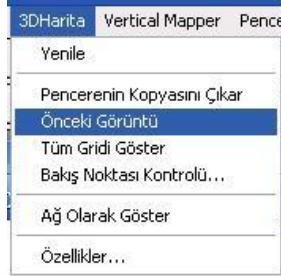 3DHarita Vertical Mapper
Yenile
Pencerenin Kopyasını Çıkar
Önceki Görüntü
Tüm Gridi Göster
Bakış Noktası Kontrolü...
Ağ Olarak Göster
Özellikler...